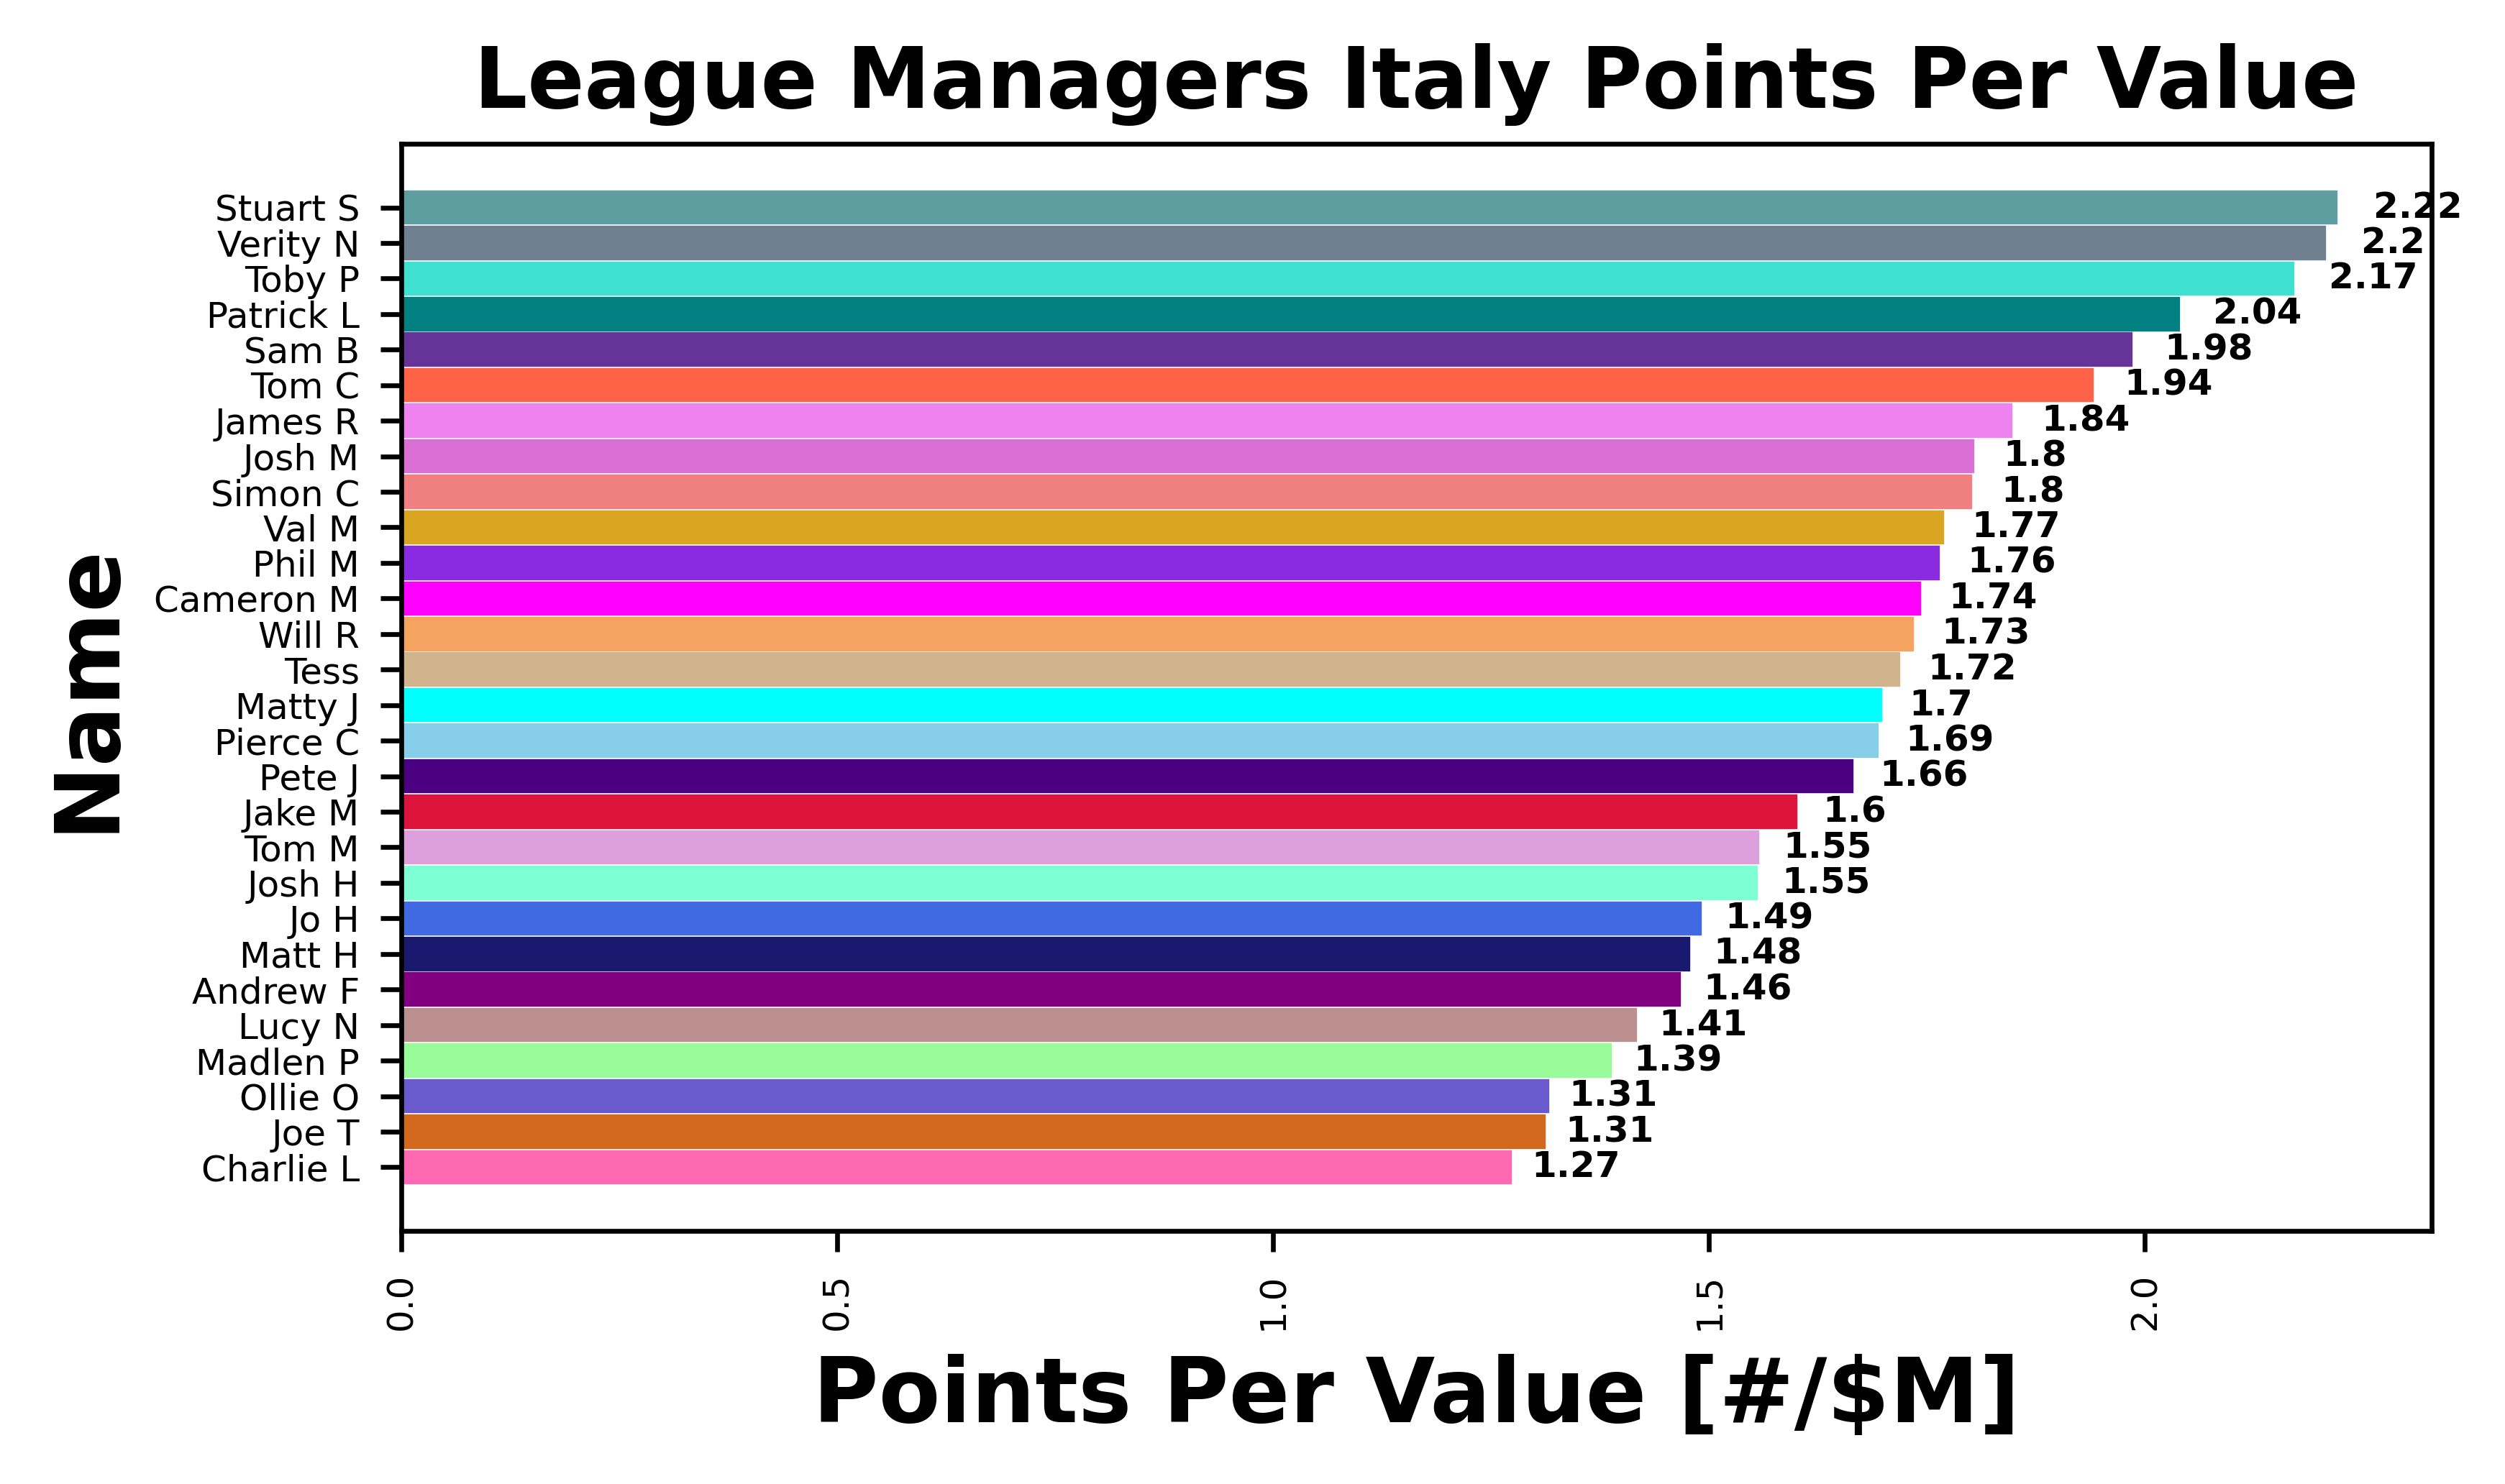 League Managers Italy Points Per Value
Name
Stuart S 2.22
Verity N 2.2
Toby P 2.17
Patrick L 2.04
Sam B 1.98
Tom C 1.94
James R 1.84
Josh M 1.8
Simon C 1.8
Val M 1.77
Phil M 1.76
Cameron M 1.74
Will R 1.73
Tess 1.72
Matty J 1.7
Pierce C 1.69
Pete J 1.66
Jake M 1.6
Tom M 1.55
Josh H 1.55
Jo H 1.49
Matt H 1.48
Andrew F 1.46
Lucy N 1.41
Madlen P 1.39
Ollie O 1.31
Joe T 1.31
Charlie L 1.27
0.0 0.5 1.0 1.5 2.0
Points Per Value [#/$M]